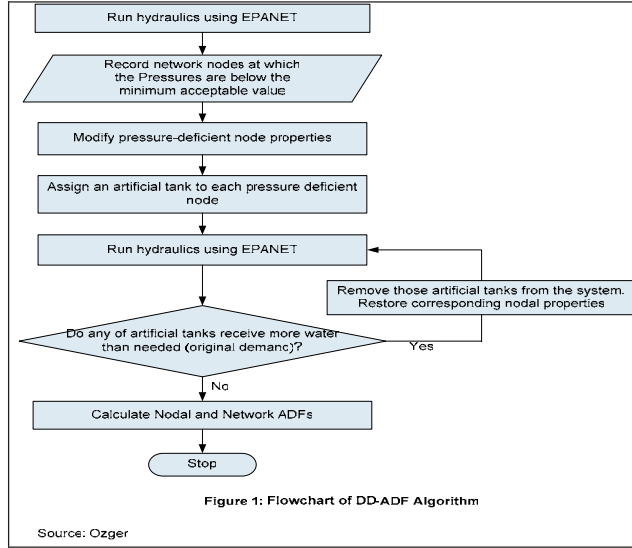 Run hydraulics using EPANET
Record network nodes at which
the Pressures are below the
minimum acceptable value
Modify pressure-deficient node properties
Assign an artificial tank to each pressure deficient
node
Run hydraulics using EPANET
Remove those artificial tanks from the system.
Restore corresponding nodal properties
Do any of artificial tanks receive more water
than needed (original demanc)?
Yes
No
Calculate Nodal and Network ADFs
Stop
Figure 1: Flowchart of DD-ADF Algorithm
Source: Ozger